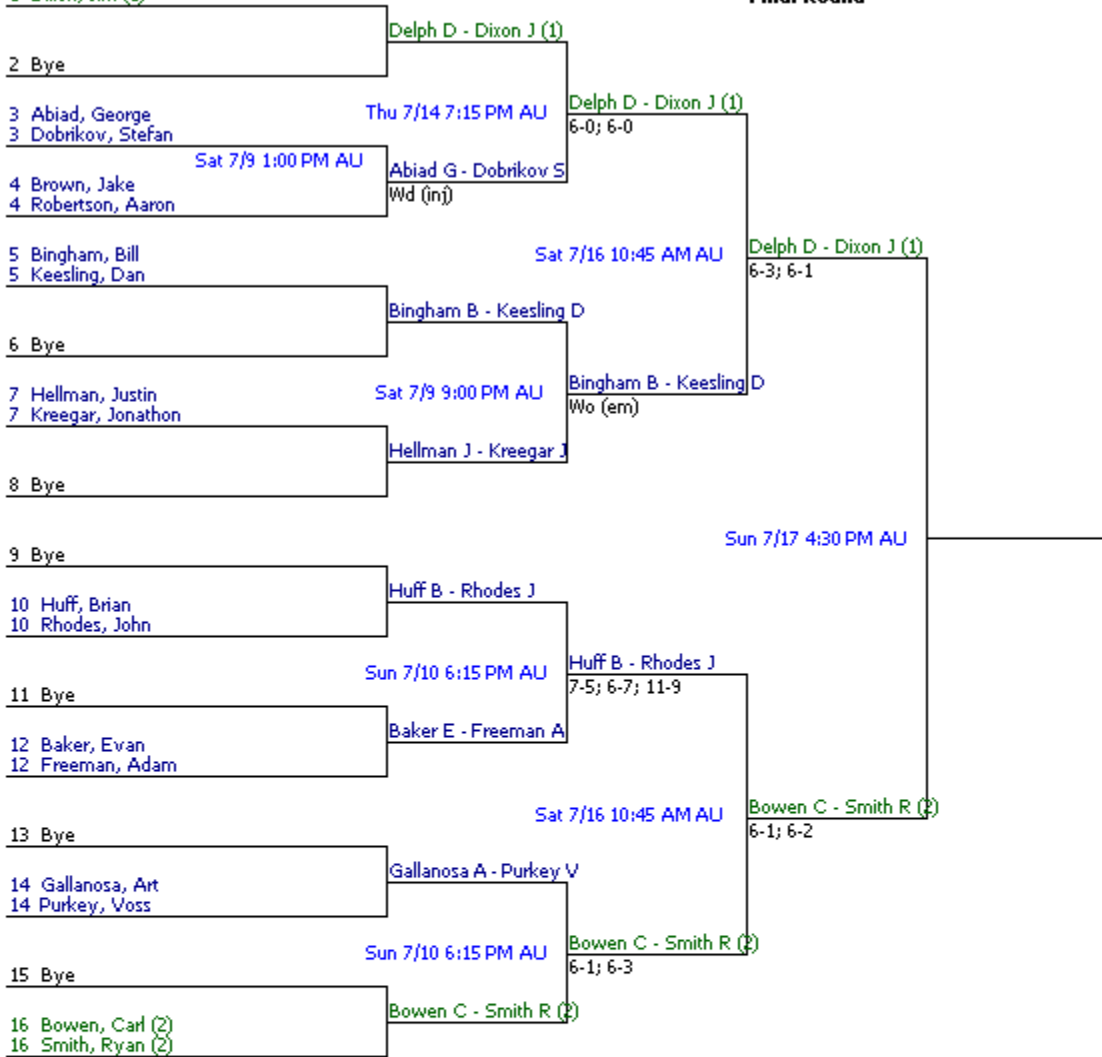 Delph D - Dixon J (1)
2 Bye
3 Abiad, George
3 Dobrikov, Stefan
Thu 7/14 7:15 PM AU
Delph D - Dixon J (1)
6-0; 6-0
Sat 7/9 1:00 PM AU
Abiad G - Dobrikov S
Wd (inj)
4 Brown, Jake
4 Robertson, Aaron
5 Bingham, Bill
5 Keesling, Dan
Sat 7/16 10:45 AM AU
Delph D - Dixon J (1)
6-3; 6-1
Bingham B - Keesling D
6 Bye
7 Hellman, Justin
7 Kreegar, Jonathon
Sat 7/9 9:00 PM AU
Bingham B - Keesling D
Wo (em)
Hellman J - Kreegar J
8 Bye
Sun 7/17 4:30 PM AU
9 Bye
Huff B - Rhodes J
10 Huff, Brian
10 Rhodes, John
Sun 7/10 6:15 PM AU
Huff B - Rhodes J
7-5; 6-7; 11-9
11 Bye
Baker E - Freeman A
12 Baker, Evan
12 Freeman, Adam
Sat 7/16 10:45 AM AU
Bowen C - Smith R (2)
6-1; 6-2
13 Bye
Gallanosa A - Purkey V
14 Gallanosa, Art
14 Purkey, Voss
Sun 7/10 6:15 PM AU
Bowen C - Smith R (2)
6-1; 6-3
15 Bye
Bowen C - Smith R (2)
16 Bowen, Carl (2)
16 Smith, Ryan (2)